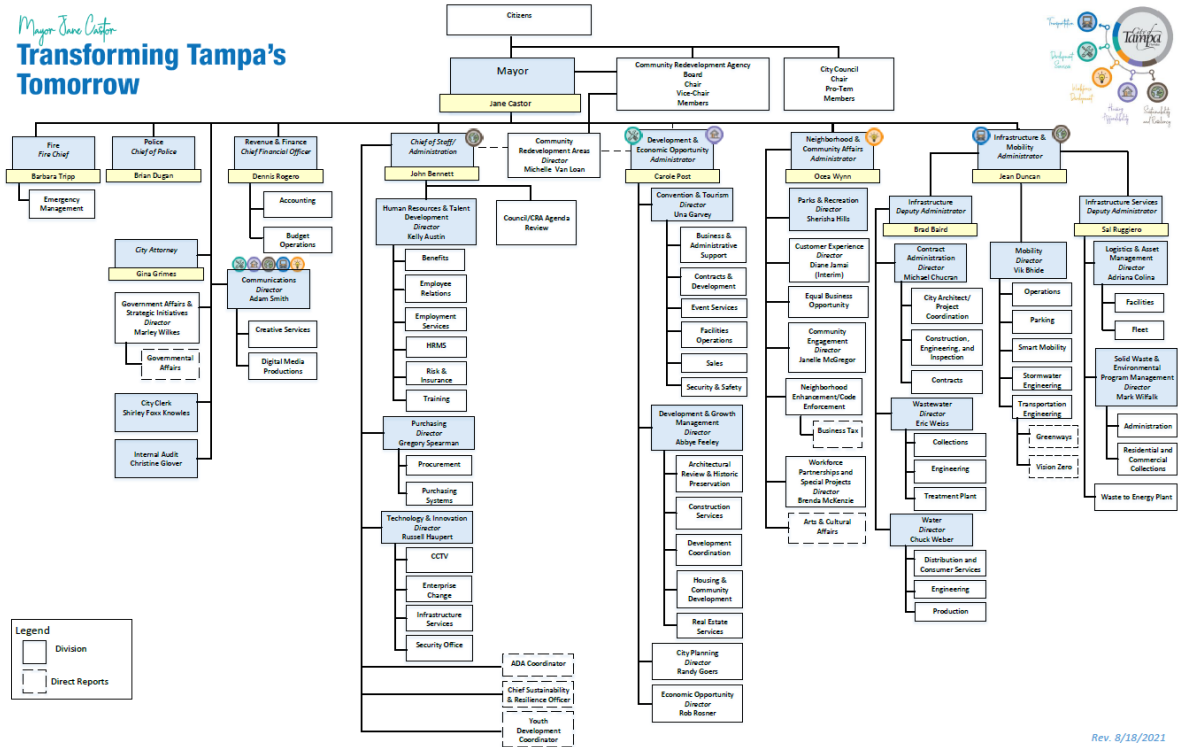 Mayor Jane Castor
Transforming Tampa's
Tomorrow
Citizens
Mayor
Jane Castor
Community Redevelopment Agency
Board
Chair
Vice-Chair
Members
City Council
Chair
Pro-Tem
Members
Transportation
Development
Services
Workforce
Development
Housing
Affordability
Sustainability
and Resiliency
City of
Tampa
Fire
Fire Chief
Barbara Tripp
Emergency
Management
Police
Chief of Police
Brian Dugan
Revenue & Finance
Chief Financial Officer
Dennis Rogero
Accounting
Budget
Operations
City Attorney
Gina Grimes
Government Affairs &
Strategic Initiatives
Director
Marley Wilkes
Governmental
Affairs
City Clerk
Shirley Foxx Knowles
Internal Audit
Christine Glover
Communications
Director
Adam Smith
Creative Services
Digital Media
Productions
Chief of Staff/
Administration
John Bennett
Human Resources & Talent
Development
Director
Kelly Austin
Benefits
Employee
Relations
Employment
Services
HRMS
Risk &
Insurance
Training
Council/CRA Agenda
Review
Purchasing
Director
Gregory Spearman
Procurement
Purchasing
Systems
Technology & Innovation
Director
Russell Haupert
CCTV
Enterprise
Change
Infrastructure
Services
Security Office
ADA Coordinator
Chief Sustainability
& Resilience Officer
Youth
Development
Coordinator
Community
Redevelopment Areas
Director
Michelle Van Loan
Development &
Economic Opportunity
Administrator
Carole Post
Convention & Tourism
Director
Una Garvey
Business &
Administrative
Support
Contracts &
Development
Event Services
Facilities
Operations
Sales
Security & Safety
Development & Growth
Management
Director
Abbye Feeley
Architectural
Review & Historic
Preservation
Construction
Services
Development
Coordination
Housing &
Community
Development
Real Estate
Services
City Planning
Director
Randy Goers
Economic Opportunity
Director
Rob Rosner
Neighborhood &
Community Affairs
Administrator
Ocea Wynn
Parks & Recreation
Director
Sherisha Hills
Customer Experience
Director
Diane Jamai
(Interim)
Equal Business
Opportunity
Community
Engagement
Director
Janelle McGregor
Neighborhood
Enhancement/Code
Enforcement
Business Tax
Workforce
Partnerships and
Special Projects
Director
Brenda McKenzie
Arts & Cultural
Affairs
Infrastructure &
Mobility
Administrator
Jean Duncan
Infrastructure
Deputy Administrator
Brad Baird
Contract
Administration
Director
Michael Chucran
City Architect/
Project
Coordination
Construction,
Engineering, and
Inspection
Contracts
Wastewater
Director
Eric Weiss
Collections
Engineering
Treatment Plant
Water
Director
Chuck Weber
Distribution and
Consumer Services
Engineering
Production
Mobility
Director
Vik Bhide
Operations
Parking
Smart Mobility
Stormwater
Engineering
Transportation
Engineering
Greenways
Vision Zero
Infrastructure Services
Deputy Administrator
Sal Ruggiero
Logistics & Asset
Management
Director
Adriana Colina
Facilities
Fleet
Solid Waste &
Environmental
Program Management
Director
Mark Wilfalk
Administration
Residential and
Commercial
Collections
Waste to Energy Plant
Legend
Division
Direct Reports
Rev. 8/18/2021